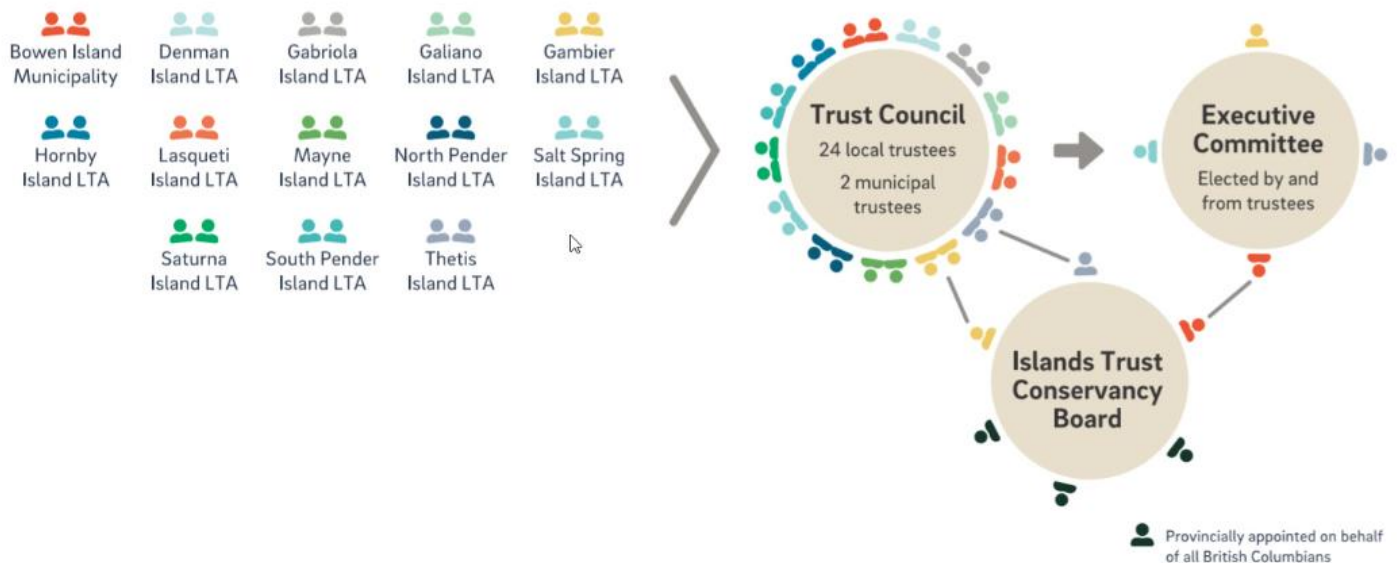 Bowen Island
Municipality
Denman
Island LTA
Gabriola
Island LTA
Galiano
Island LTA
Gambier
Island LTA
Hornby
Island LTA
Lasqueti
Island LTA
Mayne
Island LTA
North Pender
Island LTA
Salt Spring
Island LTA
Saturna
Island LTA
South Pender
Island LTA
Thetis
Island LTA
Trust Council
24 local trustees
2 municipal
trustees
Executive
Committee
Elected by and
from trustees
Islands Trust
Conservancy
Board
Provincially appointed on behalf
of all British Columbians